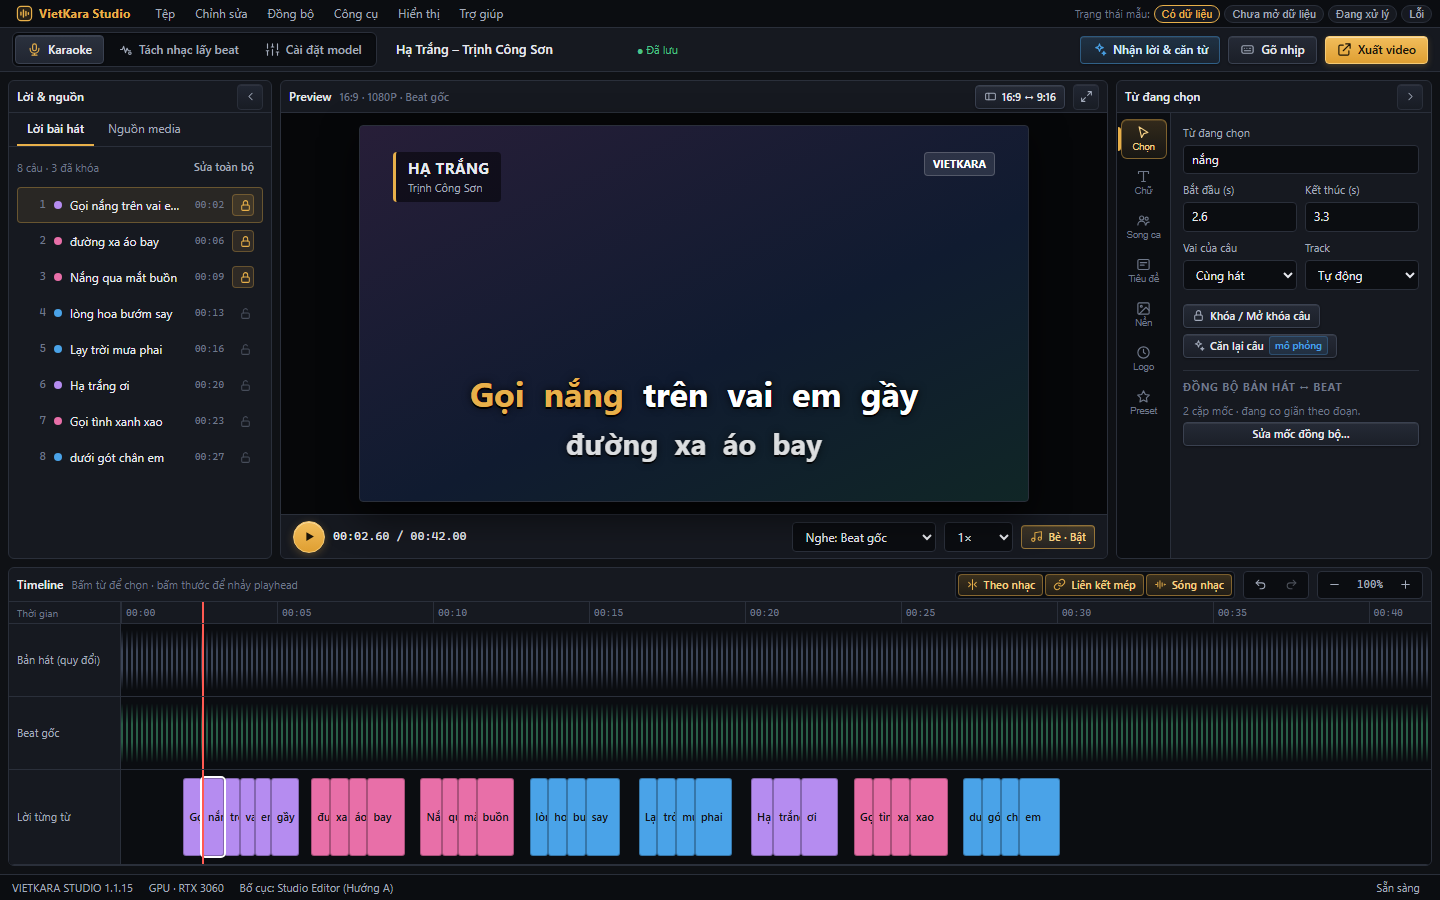 VietKara Studio Tệp Chỉnh sửa Đồng bộ Công cụ Hiển thị Trợ giúp Trạng thái mẫu: Có dữ liệu Chưa mở dữ liệu Đang xử lý Lỗi
Karaoke Tách nhạc lấy beat Cài đặt model Hạ Trắng – Trịnh Công Sơn Đã lưu Nhận lời & căn từ Gõ nhịp Xuất video
Lời & nguồn
Lời bài hát Nguồn media
8 câu · 3 đã khóa Sửa toàn bộ
1 Gọi nắng trên vai e... 00:02
2 đường xa áo bay 00:06
3 Nắng qua mắt buồn 00:09
4 lòng hoa bướm say 00:13
5 Lạy trời mưa phai 00:16
6 Hạ trắng ơi 00:20
7 Gọi tình xanh xao 00:23
8 dưới gót chân em 00:27
Preview 16:9 · 1080P · Beat gốc 16:9 ↔ 9:16
HẠ TRẮNG
Trịnh Công Sơn
VIETKARA
Gọi nắng trên vai em gầy
đường xa áo bay
00:02.60 / 00:42.00 Nghe: Beat gốc 1× Bè · Bật
Từ đang chọn
Chọn
Chữ
Song ca
Tiêu đề
Nền
Logo
Preset
Từ đang chọn
nắng
Bắt đầu (s) Kết thúc (s)
2.6 3.3
Vai của câu Track
Cùng hát Tự động
Khóa / Mở khóa câu
Căn lại câu mô phỏng
ĐỒNG BỘ BẢN HÁT ↔ BEAT
2 cặp mốc · đang co giãn theo đoạn.
Sửa mốc đồng bộ...
Timeline Bấm từ để chọn · bấm thước để nhảy playhead Theo nhạc Liên kết mép Sóng nhạc 100%
Thời gian 00:00 00:05 00:10 00:15 00:20 00:25 00:30 00:35 00:40
Bản hát (quy đổi)
Beat gốc
Lời từng từ gầy xa áo bay buồn say phai Hạ ơi xa xao em
VIETKARA STUDIO 1.1.15 GPU · RTX 3060 Bố cục: Studio Editor (Hướng A) Sẵn sàng